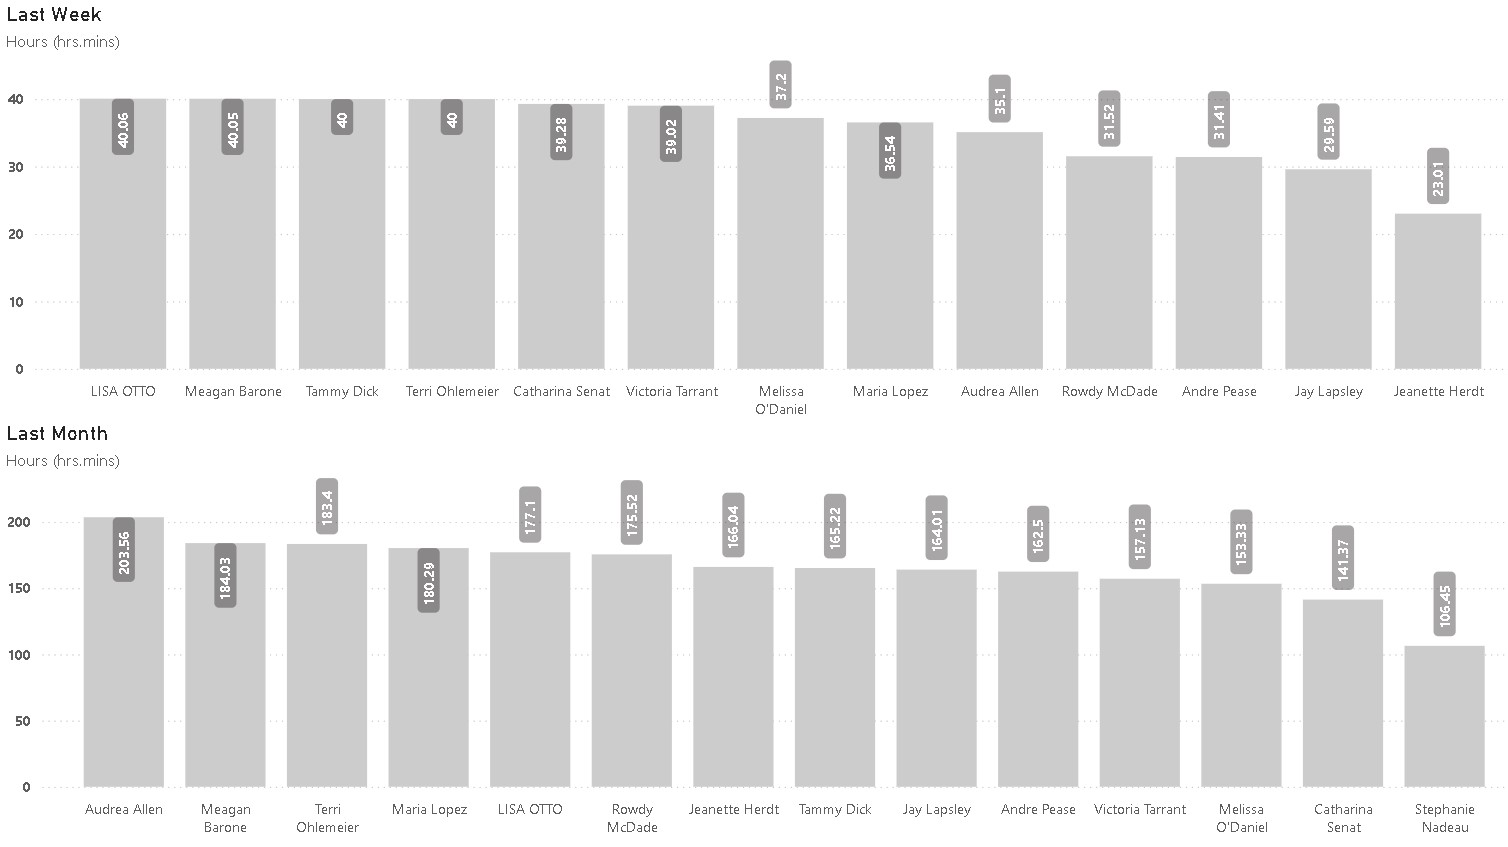 Last Week
Hours (hrs.mins)
40
30
20
10
0
40.06
40.05
40
40
39.28
39.02
37.2
36.54
35.1
31.52
31.41
29.59
23.01
LISA OTTO
Meagan Barone
Tammy Dick
Terri Ohlemeier
Catharina Senat
Victoria Tarrant
Melissa
O'Daniel
Maria Lopez
Audrea Allen
Rowdy McDade
Andre Pease
Jay Lapsley
Jeanette Herdt
Last Month
Hours (hrs.mins)
200
150
100
50
0
203.56
184.03
183.4
180.29
177.1
175.52
166.04
165.22
164.01
162.5
157.13
153.33
141.37
106.45
Audrea Allen
Meagan
Barone
Terri
Ohlemeier
Maria Lopez
LISA OTTO
Rowdy
McDade
Jeanette Herdt
Tammy Dick
Jay Lapsley
Andre Pease
Victoria Tarrant
Melissa
O'Daniel
Catharina
Senat
Stephanie
Nadeau